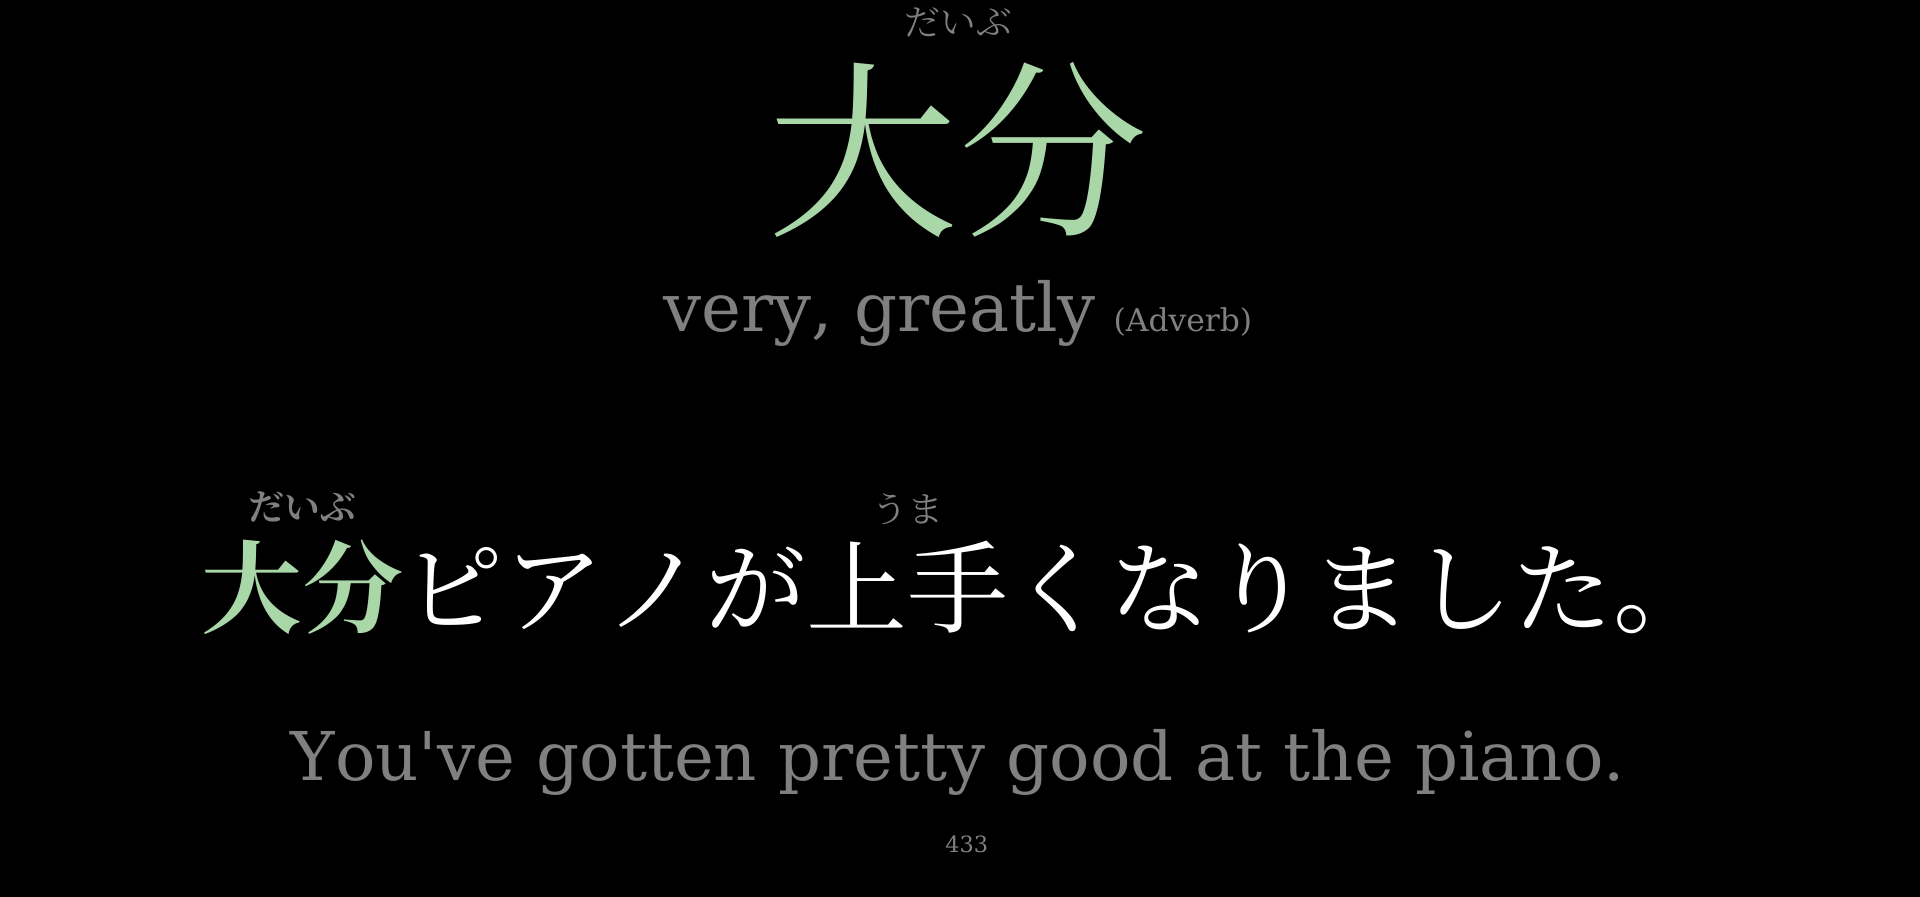 だいぶ
大分
very, greatly (Adverb)
だいぶ うま
大分ピアノが上手くなりました。
You've gotten pretty good at the piano.
433